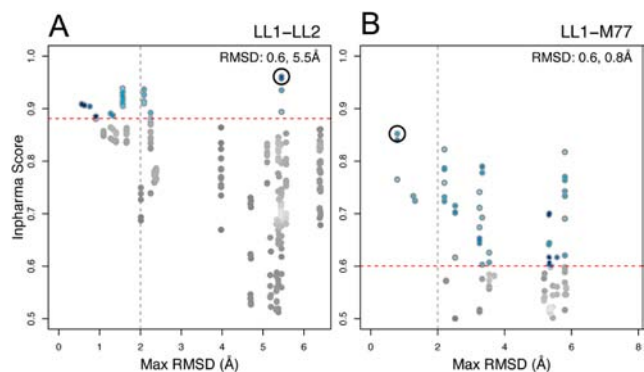 A
LL1−LL2
RMSD: 0.6, 5.5Å
Inpharma Score
1.0
0.9
0.8
0.7
0.6
0.5
0 1 2 3 4 5 6
Max RMSD (Å)
B
LL1−M77
RMSD: 0.6, 0.8Å
1.0
0.9
0.8
0.7
0.6
0.5
0 2 4 6 8
Max RMSD (Å)